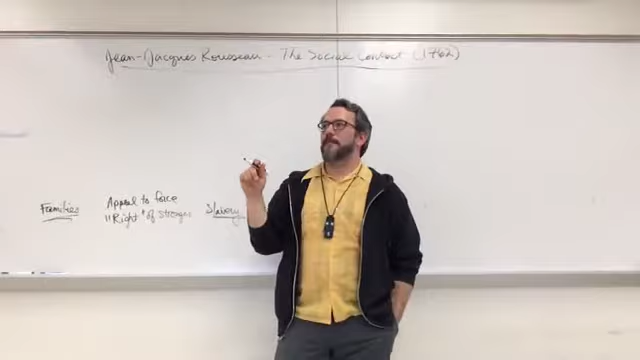 Jean-Jacques Rousseau - The Social Contract (1762)
Families
Appeal to force
"Right" of stronger
Slavery